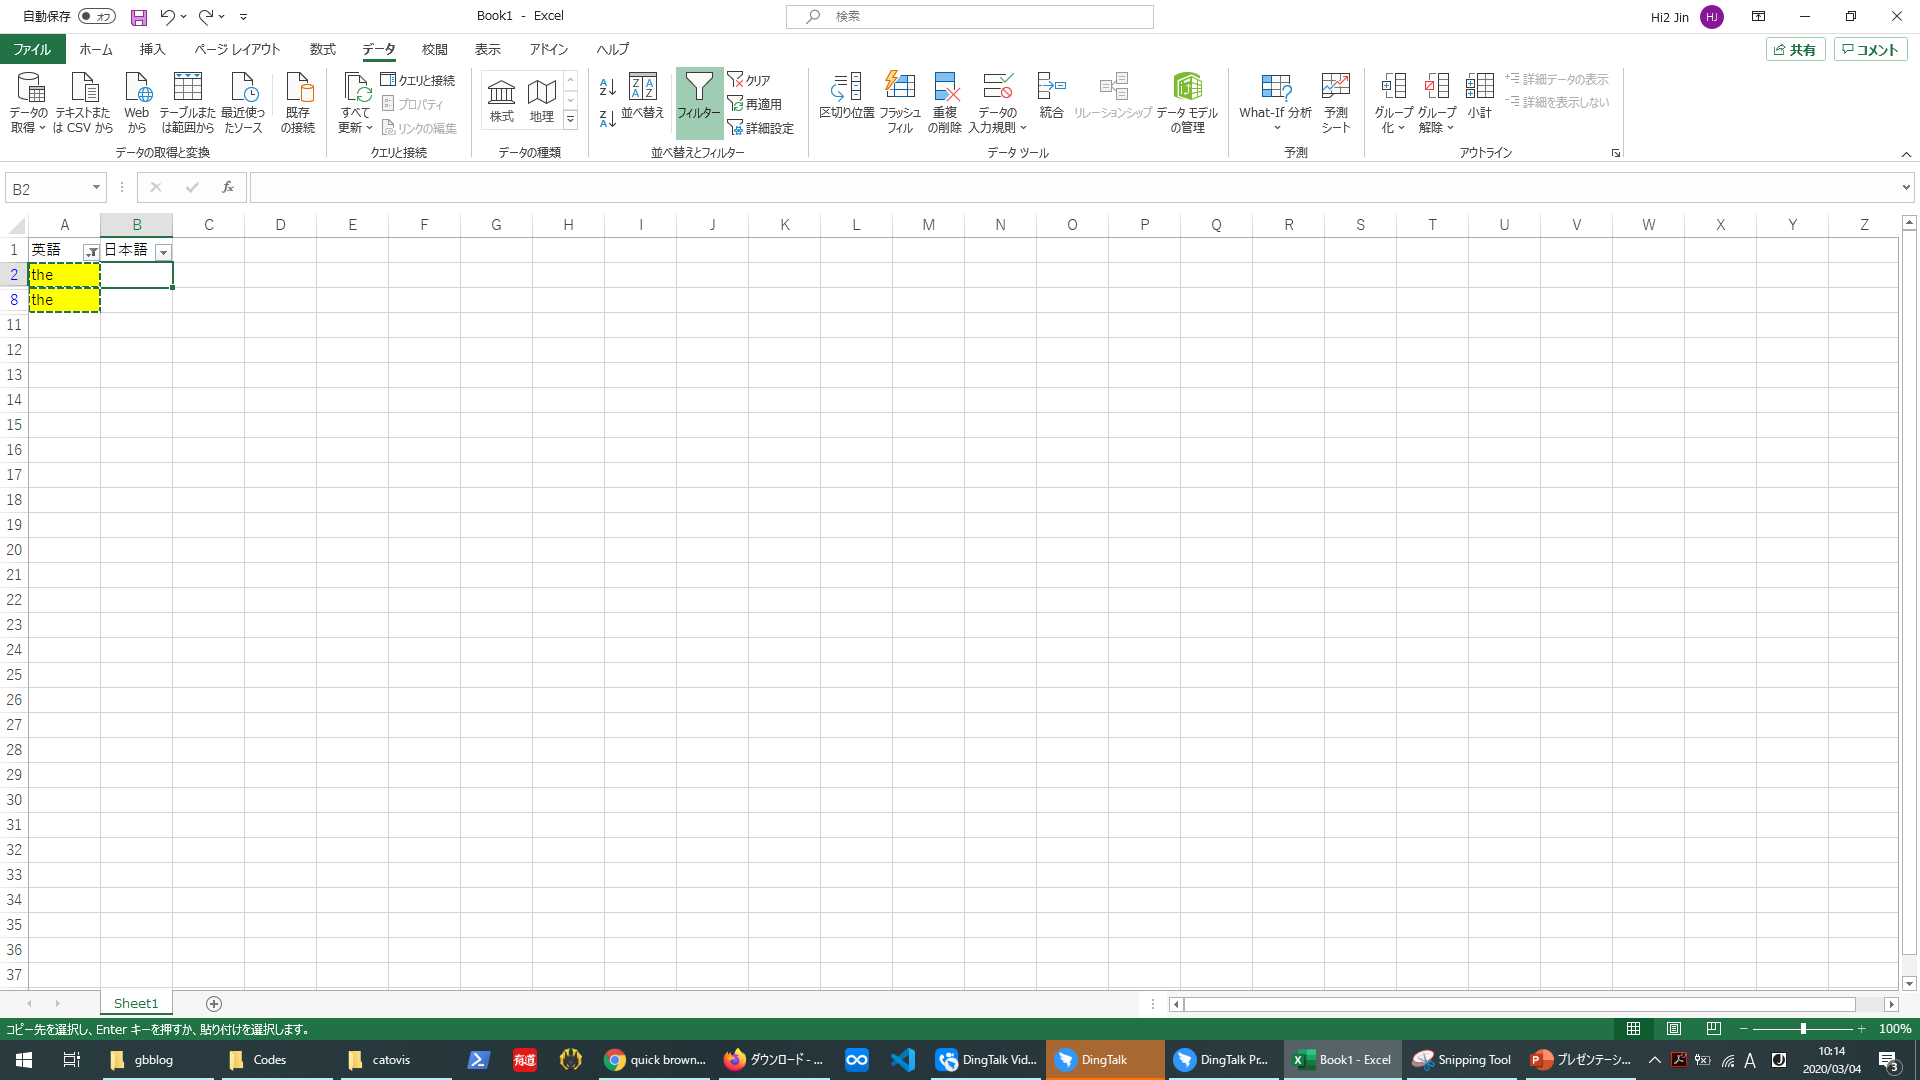 自動保存 オフ Book1 - Excel 検索 Hi2 Jin HJ
ファイル ホーム 挿入 ページ レイアウト 数式 データ 校閲 表示 アドイン ヘルプ 共有 コメント
データの取得 テキストまたは CSV から Web から テーブルまたは範囲から 最近使ったソース 既存の接続
データの取得と変換
すべて更新 クエリと接続 プロパティ リンクの編集
クエリと接続
株式 地理
データの種類
並べ替え フィルター クリア 再適用 詳細設定
並べ替えとフィルター
区切り位置 フラッシュ フィル 重複の削除 データの入力規則 統合 リレーションシップ データ モデルの管理
データ ツール
What-If 分析 予測シート
予測
グループ化 グループ解除 小計 詳細データの表示 詳細を表示しない
アウトライン
B2 fx
A B C D E F G H I J K L M N O P Q R S T U V W X Y Z
1 英語 日本語
2 the
8 the
11
12
13
14
15
16
17
18
19
20
21
22
23
24
25
26
27
28
29
30
31
32
33
34
35
36
37
Sheet1
コピー先を選択し、Enter キーを押すか、貼り付けを選択します。 100%
gbblog Codes catovis 有道 quick brown... ダウンロード - ... DingTalk Vid... DingTalk DingTalk Pr... Book1 - Excel Snipping Tool プレゼンテーシ... A 10:14 3
2020/03/04